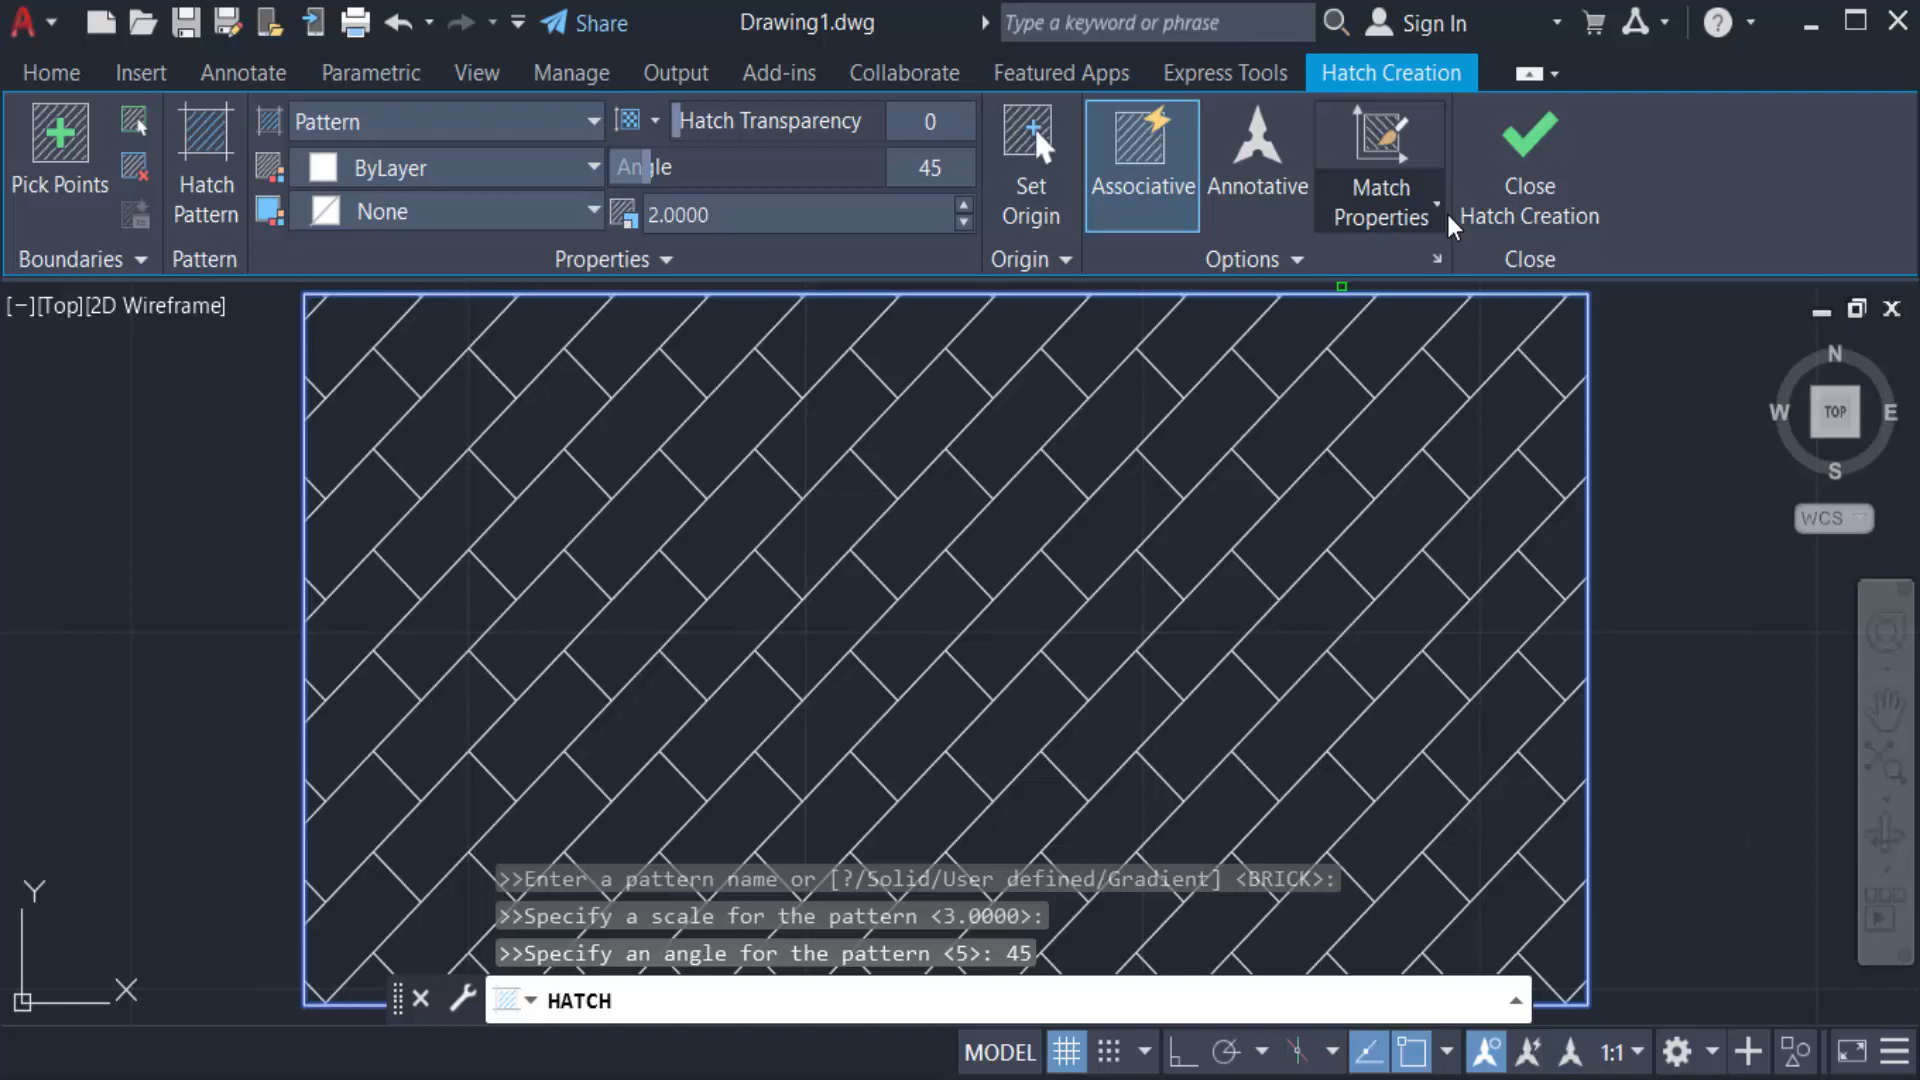 Share
Drawing1.dwg
Type a keyword or phrase
Sign In
Home Insert Annotate Parametric View Manage Output Add-ins Collaborate Featured Apps Express Tools Hatch Creation
Pick Points
Hatch
Pattern
Pattern
ByLayer
None
Hatch Transparency 0
Angle 45
2.0000
Set
Origin
Associative
Annotative
Match
Properties
Close
Hatch Creation
Boundaries Pattern Properties Origin Options Close
[−][Top][2D Wireframe]
N
W TOP E
S
WCS
>>Enter a pattern name or [?/Solid/User defined/Gradient] <BRICK>:
>>Specify a scale for the pattern <3.0000>:
>>Specify an angle for the pattern <5>: 45
Y
X
HATCH
MODEL 1:1